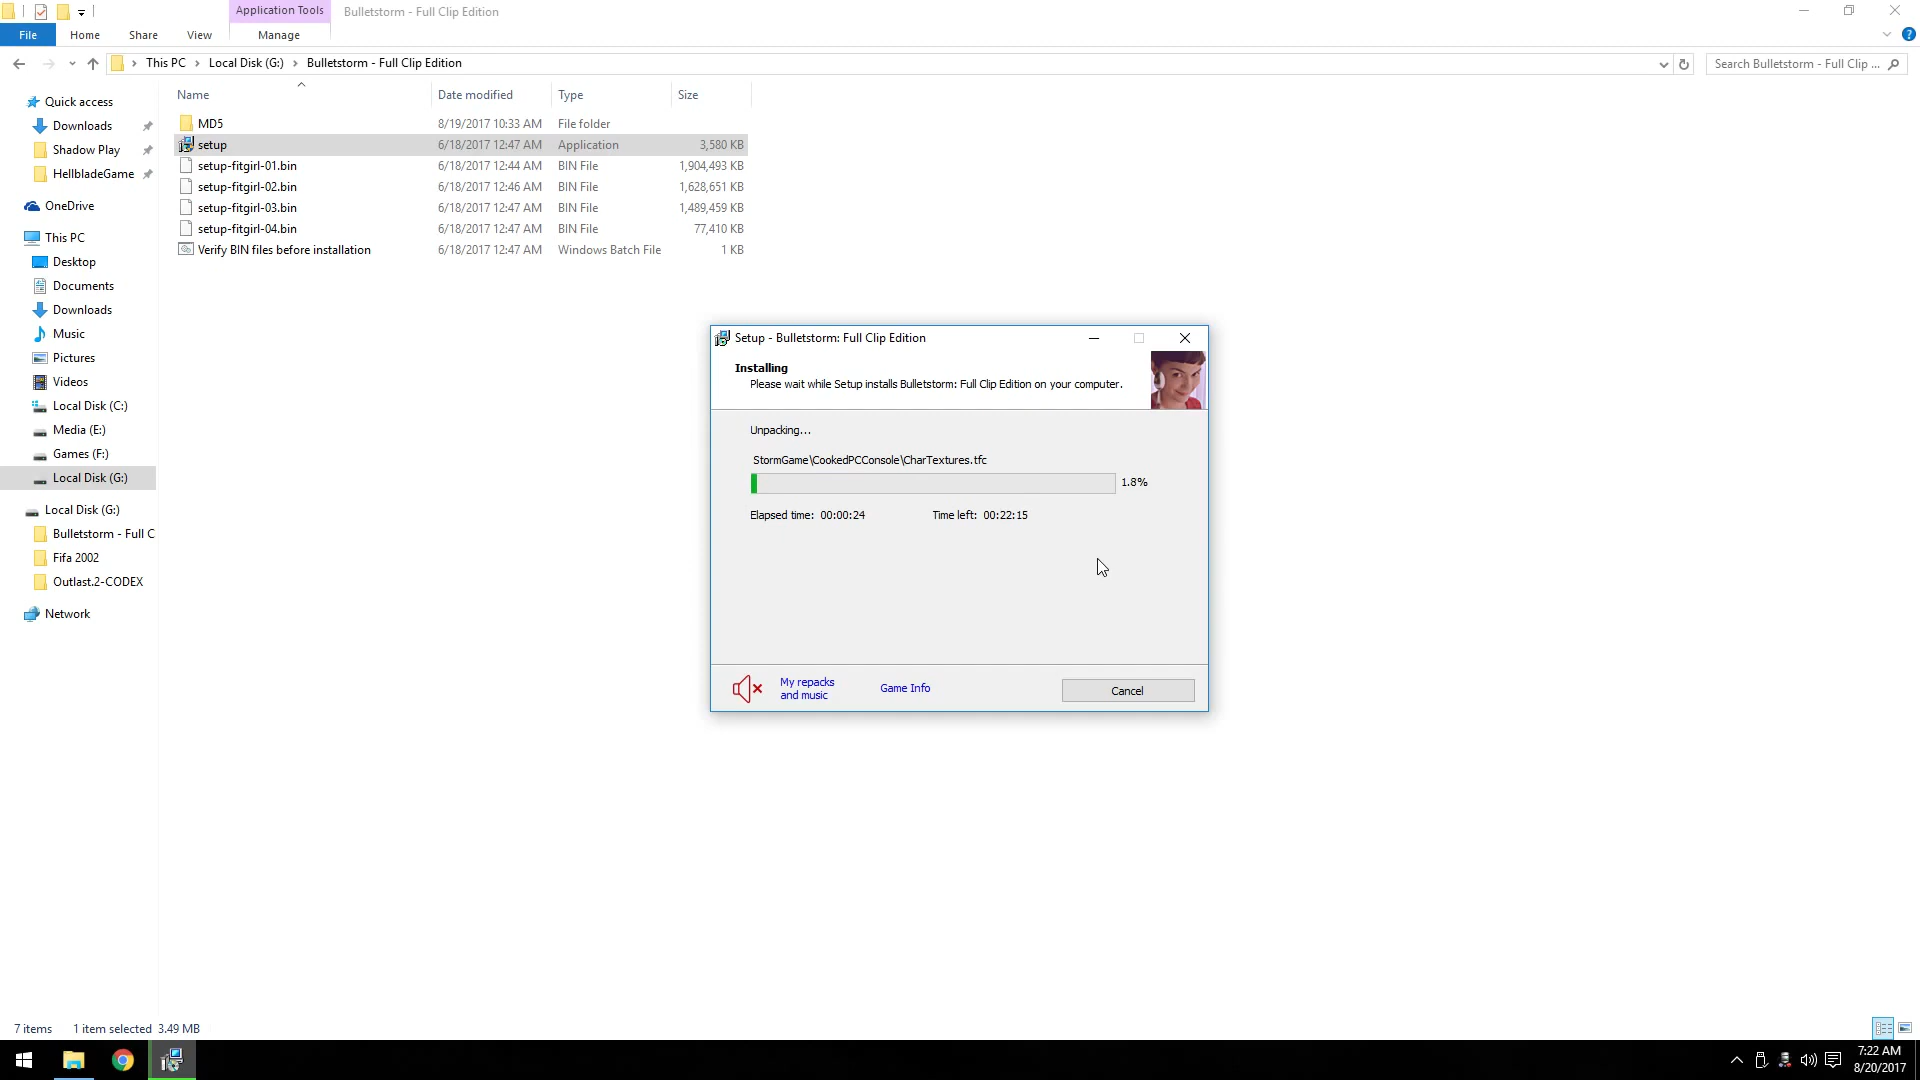 Application Tools
Bulletstorm - Full Clip Edition
File
Home
Share
View
Manage
This PC
Local Disk (G:)
Bulletstorm - Full Clip Edition
Search Bulletstorm - Full Clip ...
Name
Date modified
Type
Size
MD5 8/19/2017 10:33 AM File folder
setup 6/18/2017 12:47 AM Application 3,580 KB
setup-fitgirl-01.bin 6/18/2017 12:44 AM BIN File 1,904,493 KB
setup-fitgirl-02.bin 6/18/2017 12:46 AM BIN File 1,628,651 KB
setup-fitgirl-03.bin 6/18/2017 12:47 AM BIN File 1,489,459 KB
setup-fitgirl-04.bin 6/18/2017 12:47 AM BIN File 77,410 KB
Verify BIN files before installation 6/18/2017 12:47 AM Windows Batch File 1 KB
Quick access
Downloads
Shadow Play
HellbladeGame
OneDrive
This PC
Desktop
Documents
Downloads
Music
Pictures
Videos
Local Disk (C:)
Media (E:)
Games (F:)
Local Disk (G:)
Local Disk (G:)
Bulletstorm - Full C
Fifa 2002
Outlast.2-CODEX
Network
Setup - Bulletstorm: Full Clip Edition
Installing
Please wait while Setup installs Bulletstorm: Full Clip Edition on your computer.
Unpacking...
StormGame\CookedPCConsole\CharTextures.tfc
1.8%
Elapsed time: 00:00:24
Time left: 00:22:15
My repacks
and music
Game Info
Cancel
7 items
1 item selected 3.49 MB
7:22 AM
8/20/2017